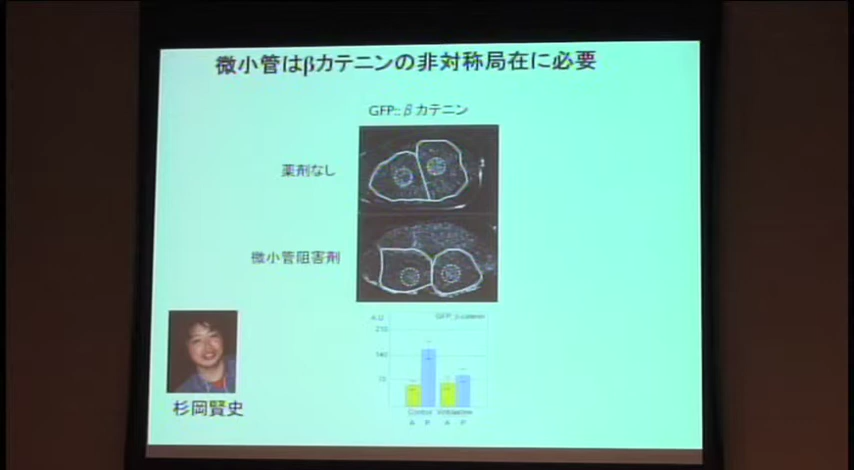 微小管はβカテニンの非対称局在に必要
GFP::βカテニン
薬剤なし
微小管阻害剤
A.U
GFP_β-catenin
210
140
70
Control Vinblastine
A P A P
杉岡賢史